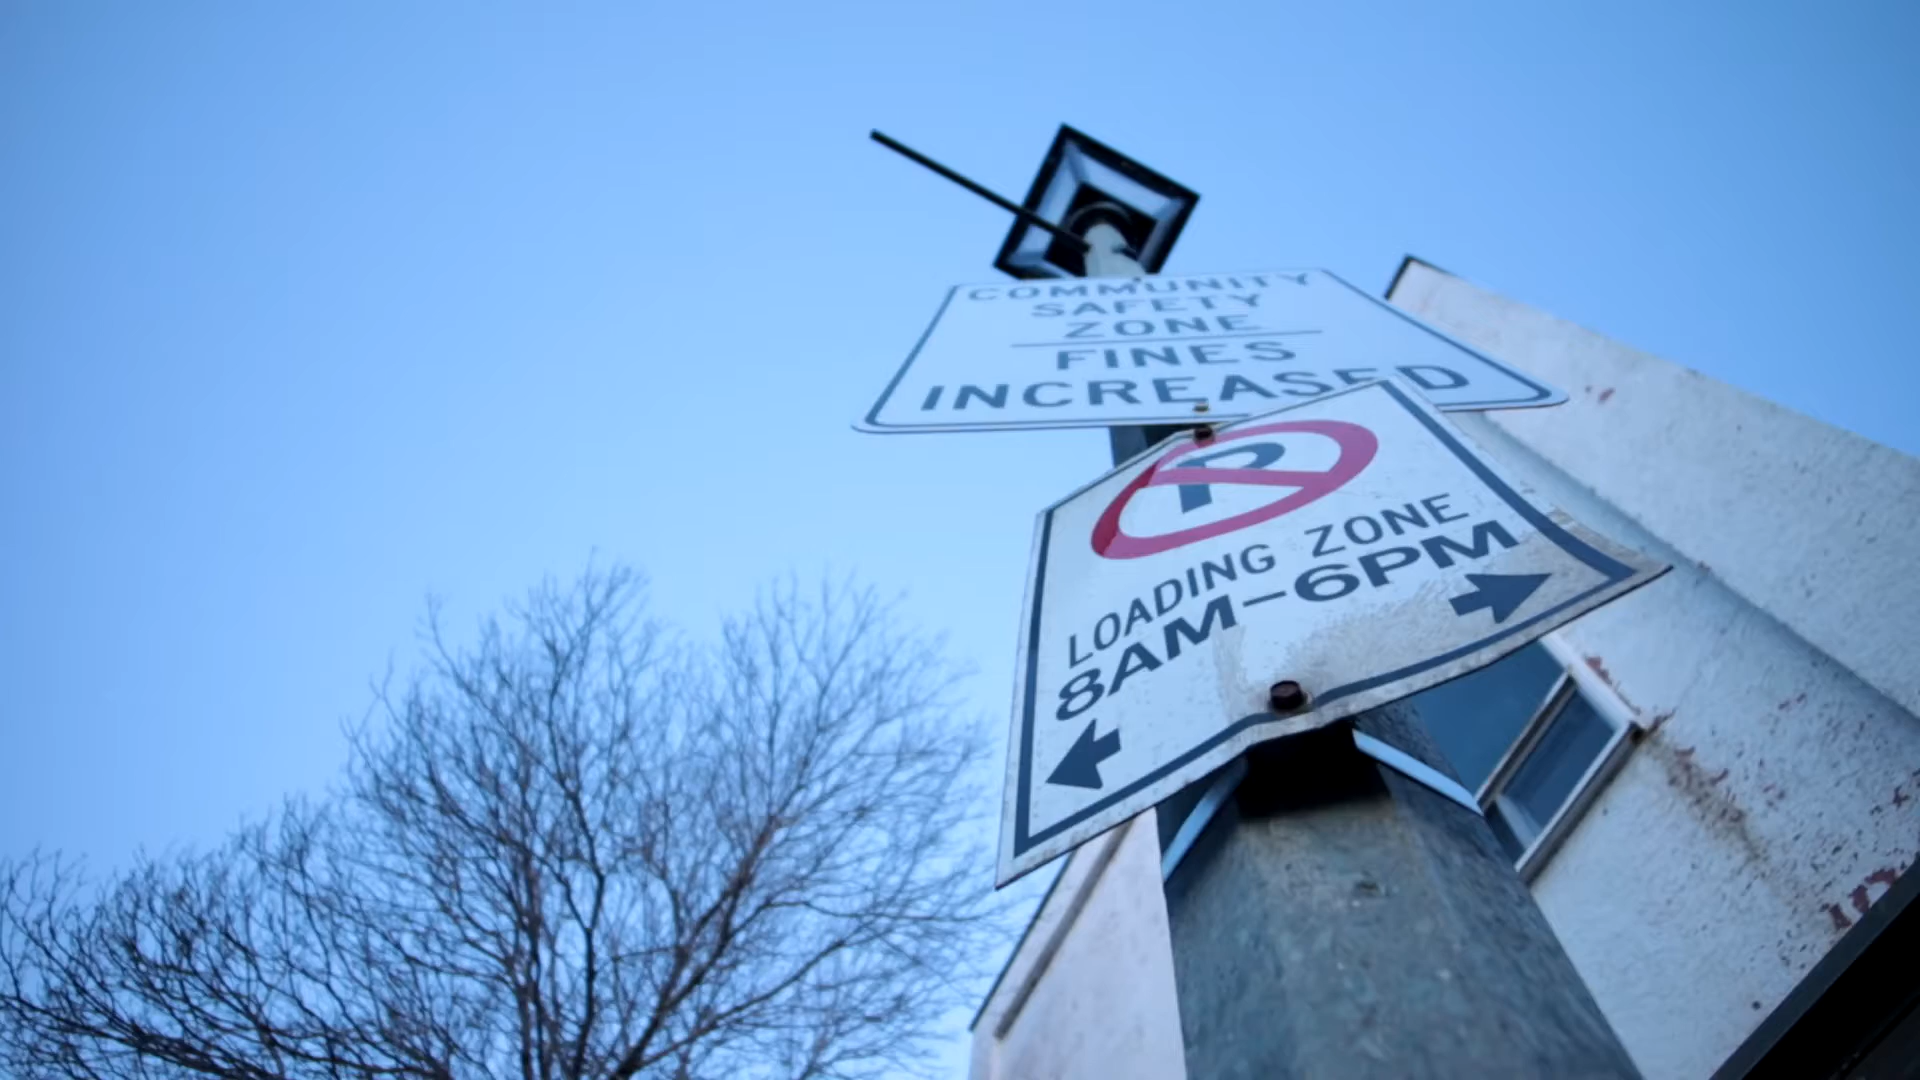 COMMUNITY
SAFETY
ZONE
FINES
INCREASED
P
LOADING ZONE
8AM-6PM